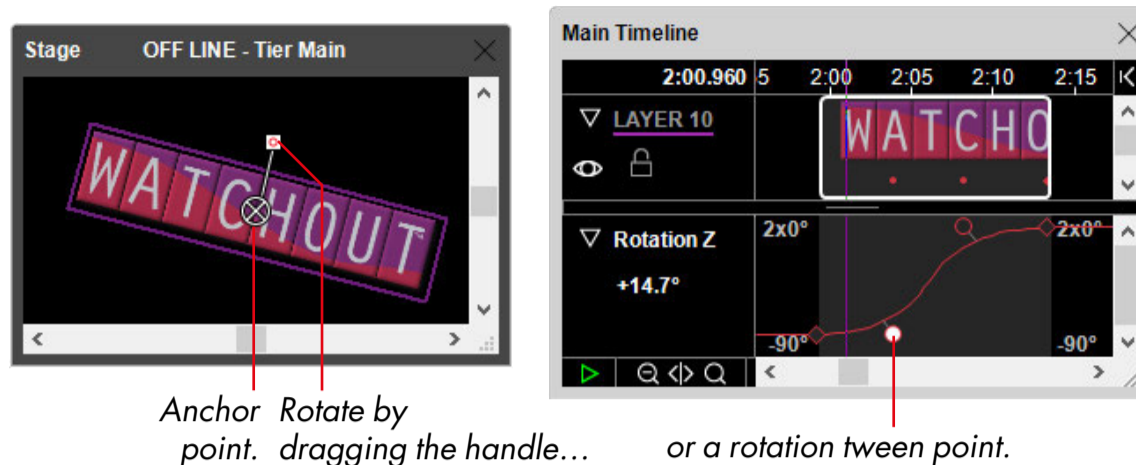 Stage OFF LINE - Tier Main
WATCHOUT
Anchor point.
Rotate by
dragging the handle...
Main Timeline
2:00.960 5 2:00 2:05 2:10 2:15
LAYER 10
WATCHO
Rotation Z
+14.7°
2x0° 2x0°
-90° -90°
or a rotation tween point.